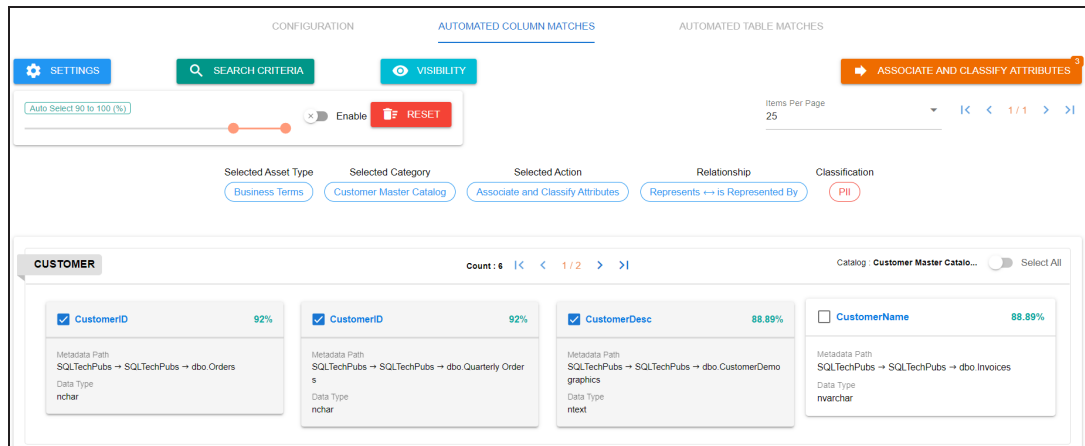 CONFIGURATION
AUTOMATED COLUMN MATCHES
AUTOMATED TABLE MATCHES
SETTINGS
SEARCH CRITERIA
VISIBILITY
ASSOCIATE AND CLASSIFY ATTRIBUTES
3
Auto Select 90 to 100 (%)
Enable
RESET
Items Per Page
25
1 / 1
Selected Asset Type
Business Terms
Selected Category
Customer Master Catalog
Selected Action
Associate and Classify Attributes
Relationship
Represents ↔ is Represented By
Classification
PII
CUSTOMER
Count : 6
1 / 2
Catalog : Customer Master Catalo...
Select All
CustomerID 92%
Metadata Path
SQLTechPubs → SQLTechPubs → dbo.Orders
Data Type
nchar
CustomerID 92%
Metadata Path
SQLTechPubs → SQLTechPubs → dbo.Quarterly Order
s
Data Type
nchar
CustomerDesc 88.89%
Metadata Path
SQLTechPubs → SQLTechPubs → dbo.CustomerDemo
graphics
Data Type
ntext
CustomerName 88.89%
Metadata Path
SQLTechPubs → SQLTechPubs → dbo.Invoices
Data Type
nvarchar